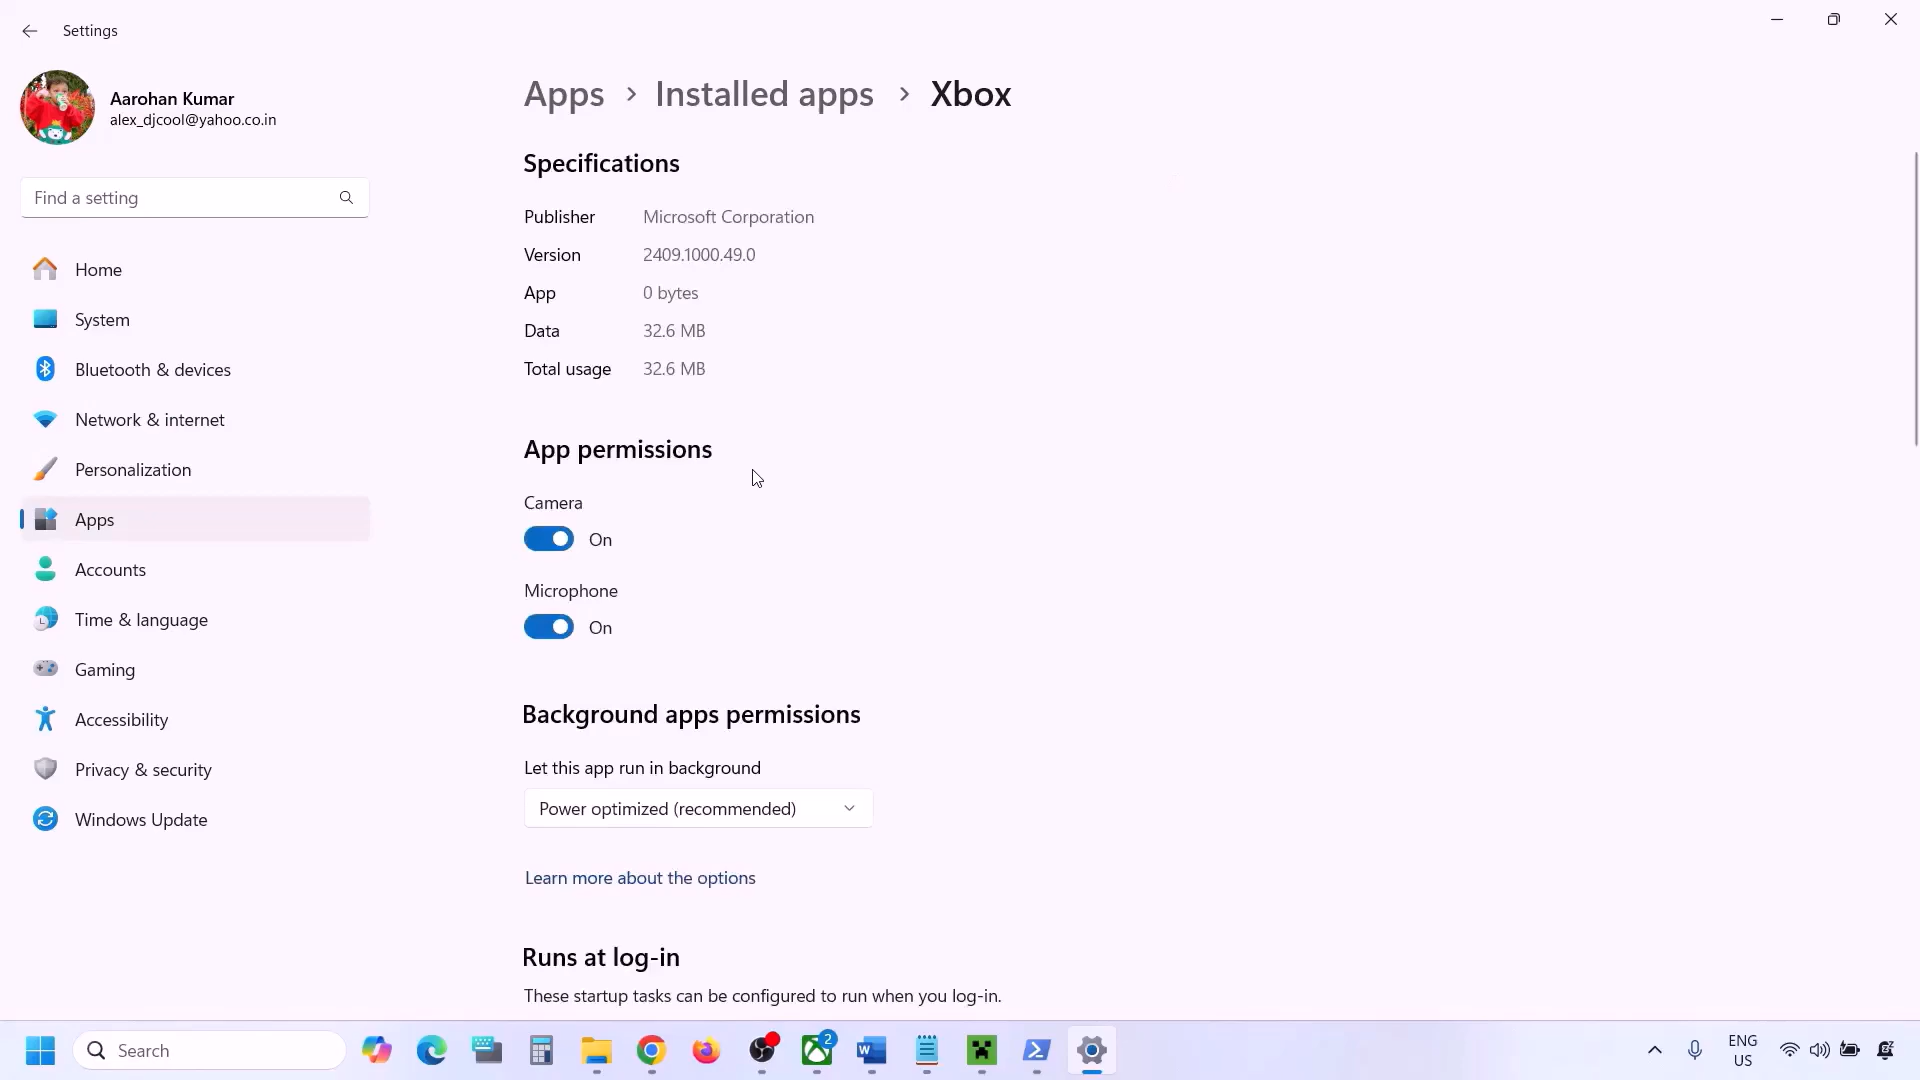 Settings
Aarohan Kumar
alex_djcool@yahoo.co.in
Find a setting
Home
System
Bluetooth & devices
Network & internet
Personalization
Apps
Accounts
Time & language
Gaming
Accessibility
Privacy & security
Windows Update
Apps > Installed apps > Xbox
Specifications
Publisher Microsoft Corporation
Version 2409.1000.49.0
App 0 bytes
Data 32.6 MB
Total usage 32.6 MB
App permissions
Camera
On
Microphone
On
Background apps permissions
Let this app run in background
Power optimized (recommended)
Learn more about the options
Runs at log-in
These startup tasks can be configured to run when you log-in.
Search
2
ENG
US